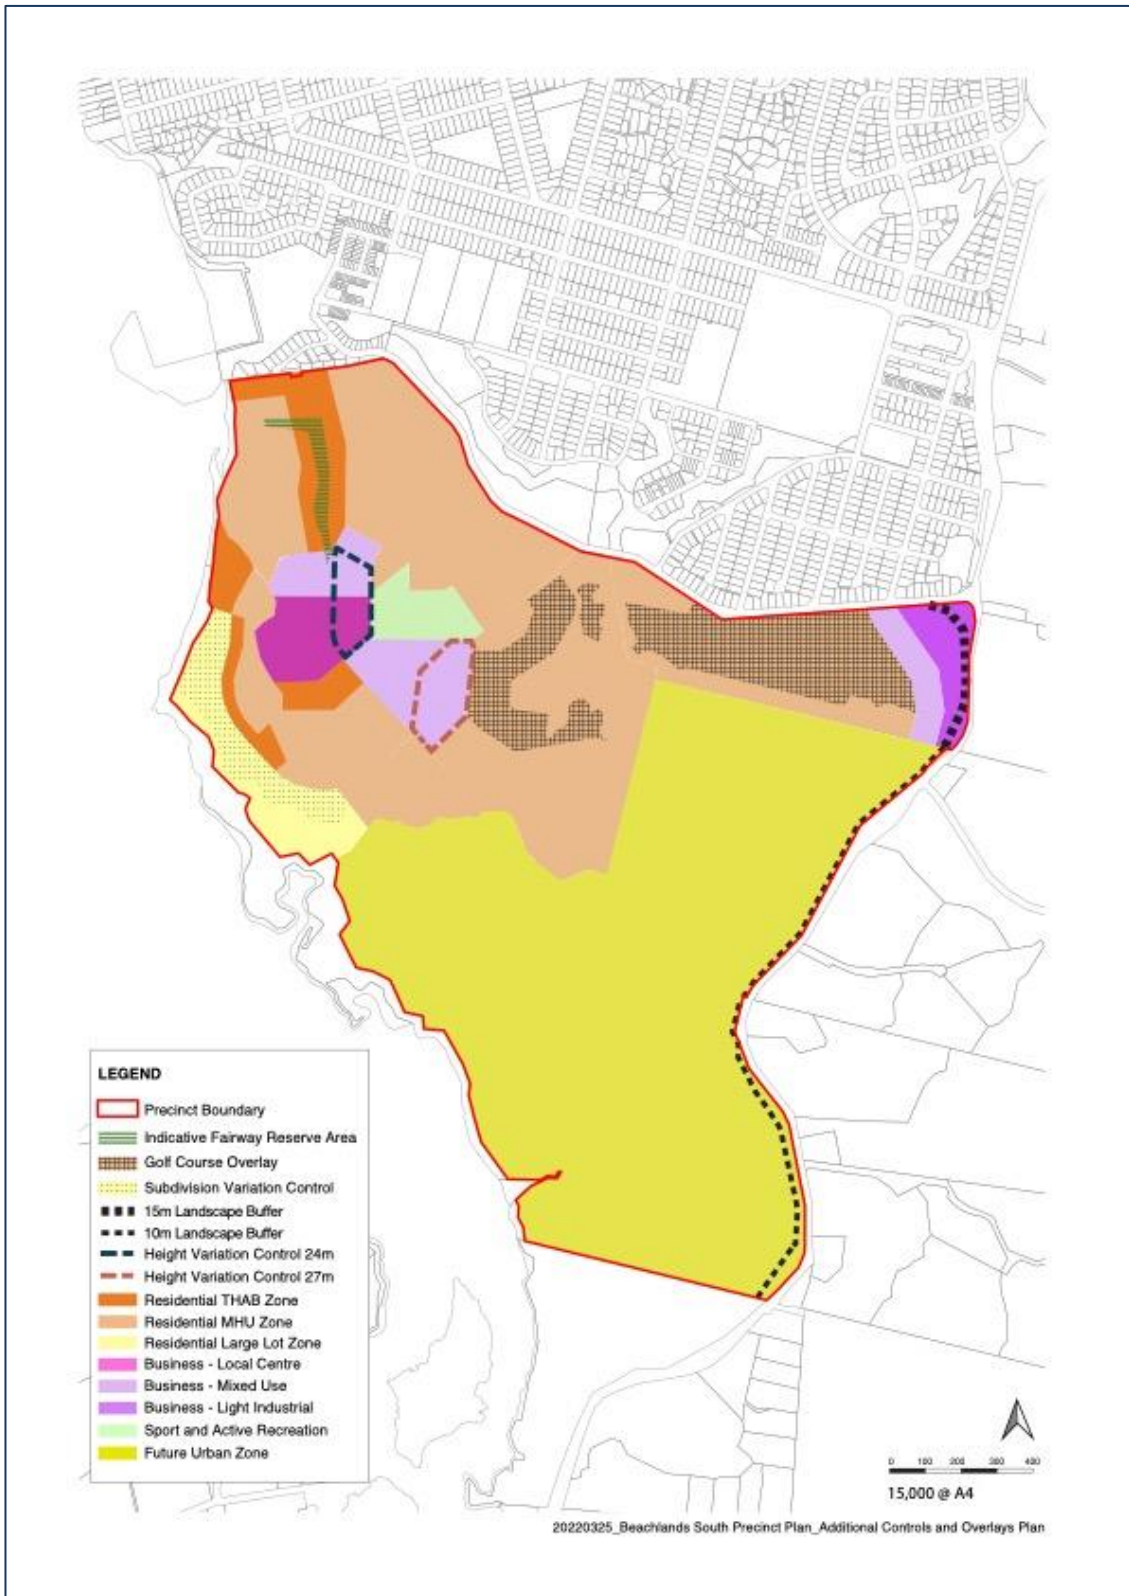 LEGEND
Precinct Boundary
Indicative Fairway Reserve Area
Golf Course Overlay
Subdivision Variation Control
15m Landscape Buffer
10m Landscape Buffer
Height Variation Control 24m
Height Variation Control 27m
Residential THAB Zone
Residential MHU Zone
Residential Large Lot Zone
Business - Local Centre
Business - Mixed Use
Business - Light Industrial
Sport and Active Recreation
Future Urban Zone
0 100 200 300 400
15,000 @ A4
20220325_Beachlands South Precinct Plan_Additional Controls and Overlays Plan